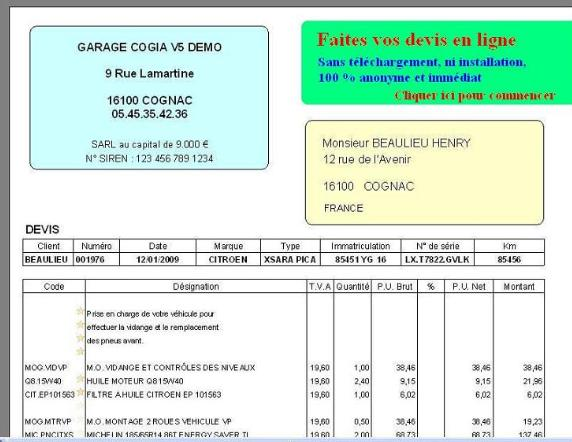 GARAGE COGIA V5 DEMO
9 Rue Lamartine
16100 COGNAC
05.45.35.42.36
SARL au capital de 9.000 €
N° SIREN : 123 456 789 1234
Faites vos devis en ligne
Sans téléchargement, ni installation,
100 % anonyme et immédiat
Cliquer ici pour commencer
Monsieur BEAULIEU HENRY
12 rue de l'Avenir
16100 COGNAC
FRANCE
DEVIS
Client Numéro Date Marque Type Immatriculation N° de série Km
BEAULIEU 001976 12/01/2009 CITROEN XSARA PICA 8545 1 YG 16 LX.T7822.GVLK 85456
Code Désignation T.V.A Quantité P.U. Brut % P.U. Net Montant
Prise en charge de votre véhicule pour
effectuer la vidange et le remplacement
des pneus avant.
MOG.VIDVP M.O. VIDANGE ET CONTRÔLES DES NIVEAUX 19,60 1,00 38,46 38,46 38,46
Q8.15W40 HUILE MOTEUR Q8 15W40 19,60 2,40 9,15 9,15 21,96
CIT.EP101563 FILTRE A HUILE CITROEN EP 101563 19,60 1,00 6,02 6,02 6,02
MOG.MTRVP M.O. MONTAGE 2 ROUES VEHICULE VP 19,60 0,50 38,46 38,46 19,23
MIC.PNCITXS MICHELIN 185/65R14 86T ENERGY SAVER TL 19,60 2,00 68,73 68,73 137,46